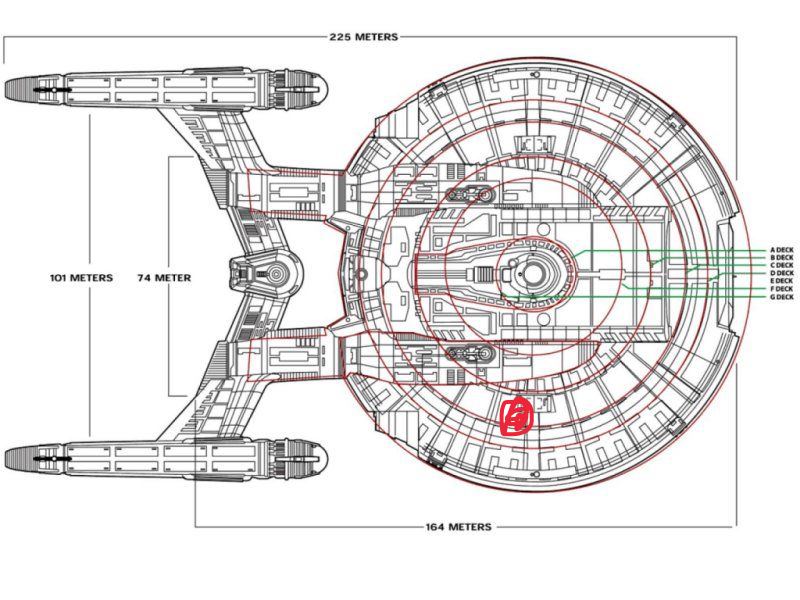 225 METERS
A DECK
B DECK
C DECK
D DECK
E DECK
F DECK
G DECK
101 METERS
74 METER
164 METERS